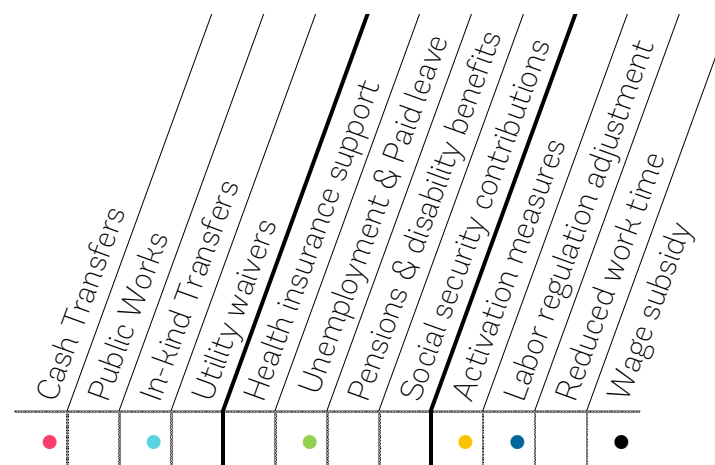 Cash Transfers
Public Works
In-kind Transfers
Utility waivers
Health insurance support
Unemployment & Paid leave
Pensions & disability benefits
Social security contributions
Activation measures
Labor regulation adjustment
Reduced work time
Wage subsidy